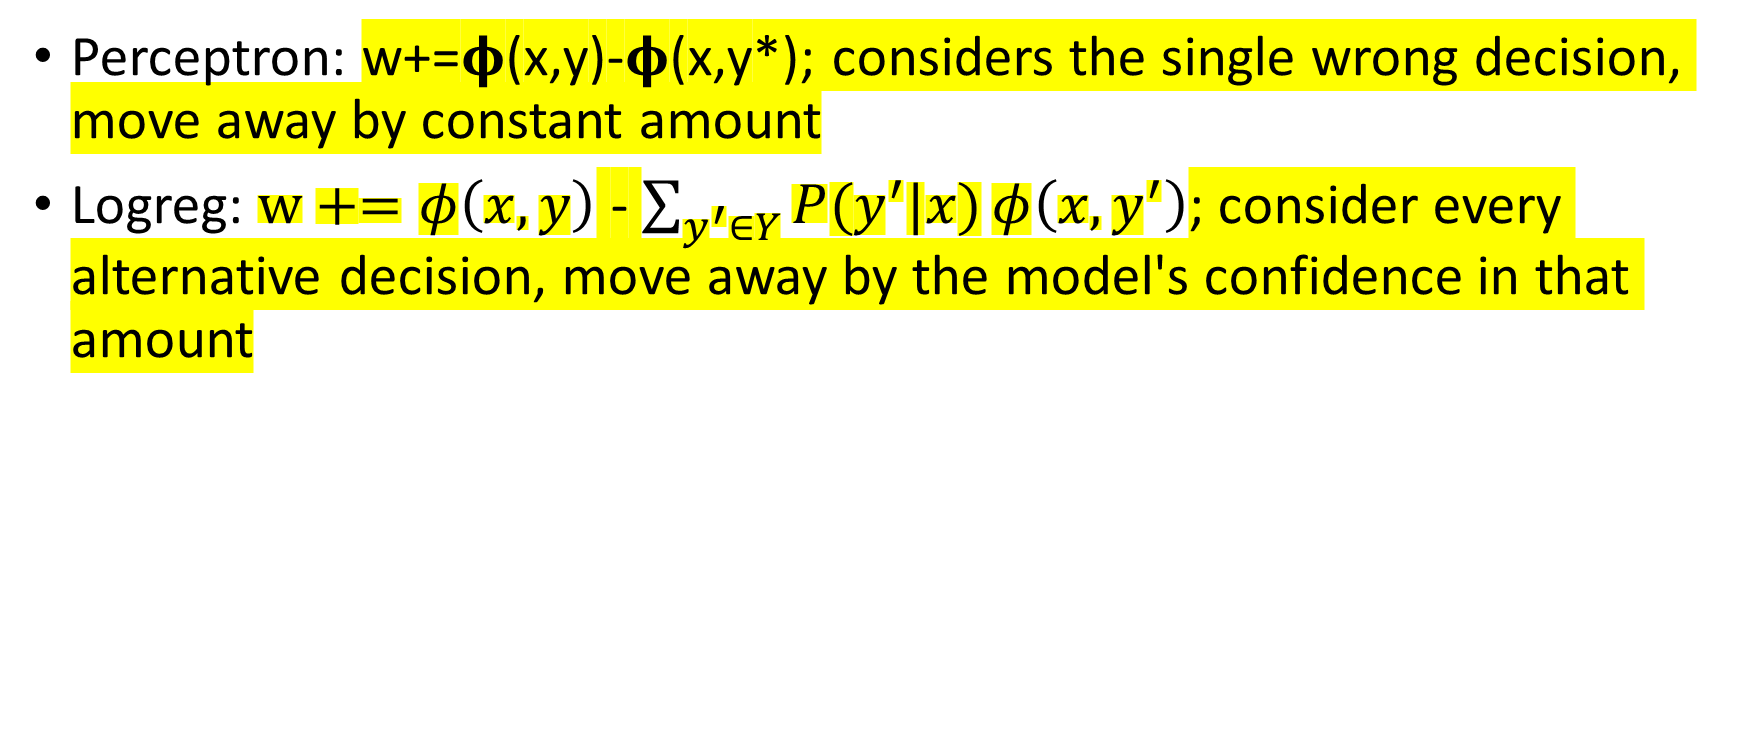 • Perceptron: w+=ϕ(x,y)-ϕ(x,y*); considers the single wrong decision,
move away by constant amount
• Logreg: w += ϕ(x, y) - ∑y′∈Y P(y′|x) ϕ(x, y′); consider every
alternative decision, move away by the model's confidence in that
amount